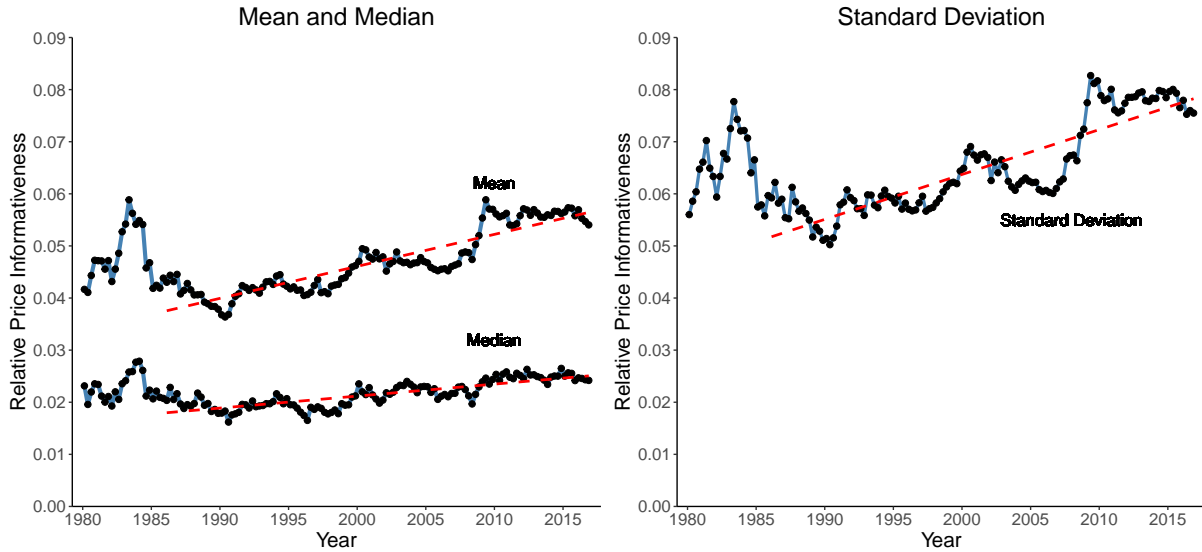 Mean and Median
Relative Price Informativeness
0.09
0.08
0.07
0.06
0.05
0.04
0.03
0.02
0.01
0.00
Mean
Median
1980 1985 1990 1995 2000 2005 2010 2015
Year
Standard Deviation
Relative Price Informativeness
0.09
0.08
0.07
0.06
0.05
0.04
0.03
0.02
0.01
0.00
Standard Deviation
1980 1985 1990 1995 2000 2005 2010 2015
Year